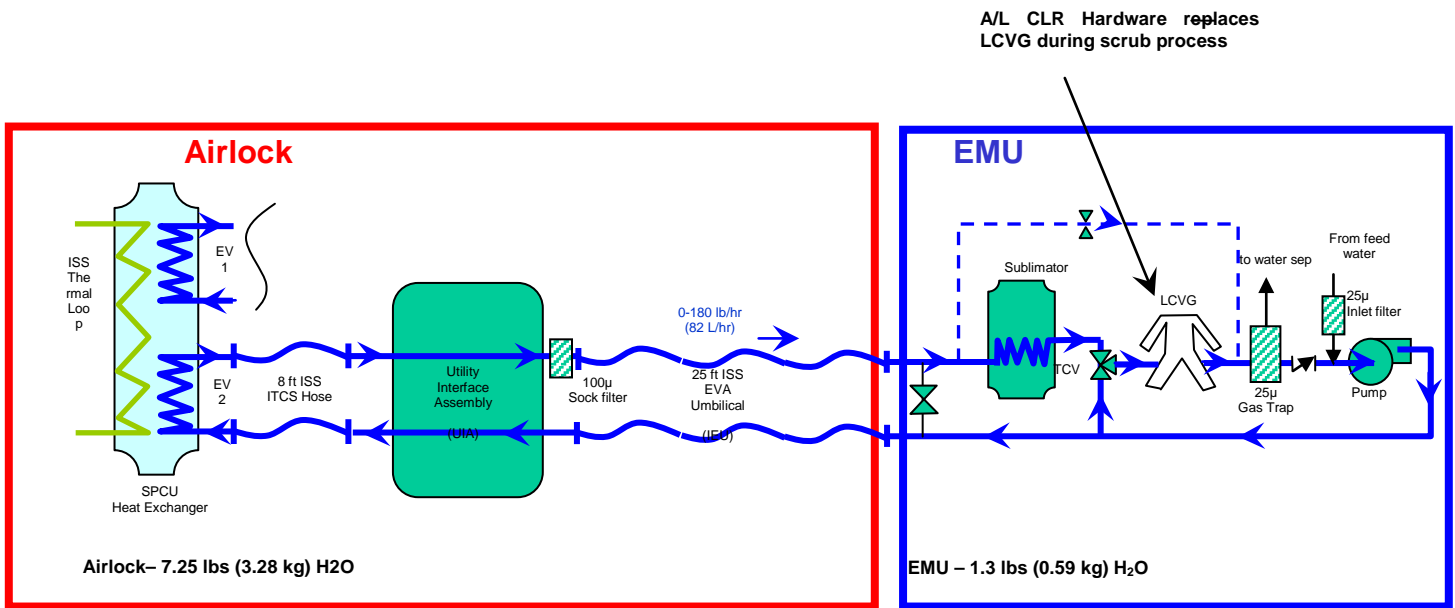 A/L CLR Hardware replaces
LCVG during scrub process
Airlock
EMU
ISS
The
rmal
Loo
p
EV
1
EV
2
8 ft ISS
ITCS Hose
Utility
Interface
Assembly
(UIA)
100µ
Sock filter
0-180 lb/hr
(82 L/hr)
25 ft ISS
EVA
Umbilical
(IEU)
SPCU
Heat Exchanger
Airlock– 7.25 lbs (3.28 kg) H2O
Sublimator
TCV
LCVG
to water sep
From feed
water
25µ
Inlet filter
25µ
Gas Trap
Pump
EMU – 1.3 lbs (0.59 kg) H₂O